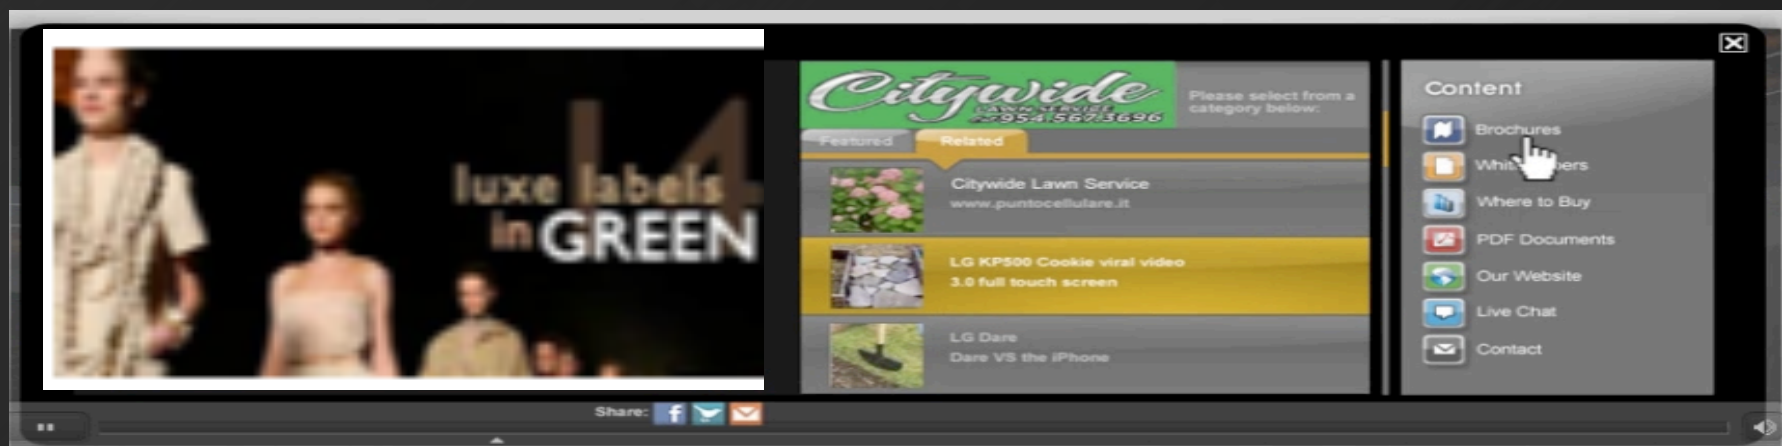 14
luxe labels
in GREEN
Citywide
LAWN SERVICE
954.567.3696
Please select from a
category below:
Featured
Related
Citywide Lawn Service
www.puntocellulare.it
LG KP500 Cookie viral video
3.0 full touch screen
LG Dare
Dare VS the iPhone
Content
Brochures
Where to Buy
PDF Documents
Our Website
Live Chat
Contact
Share: